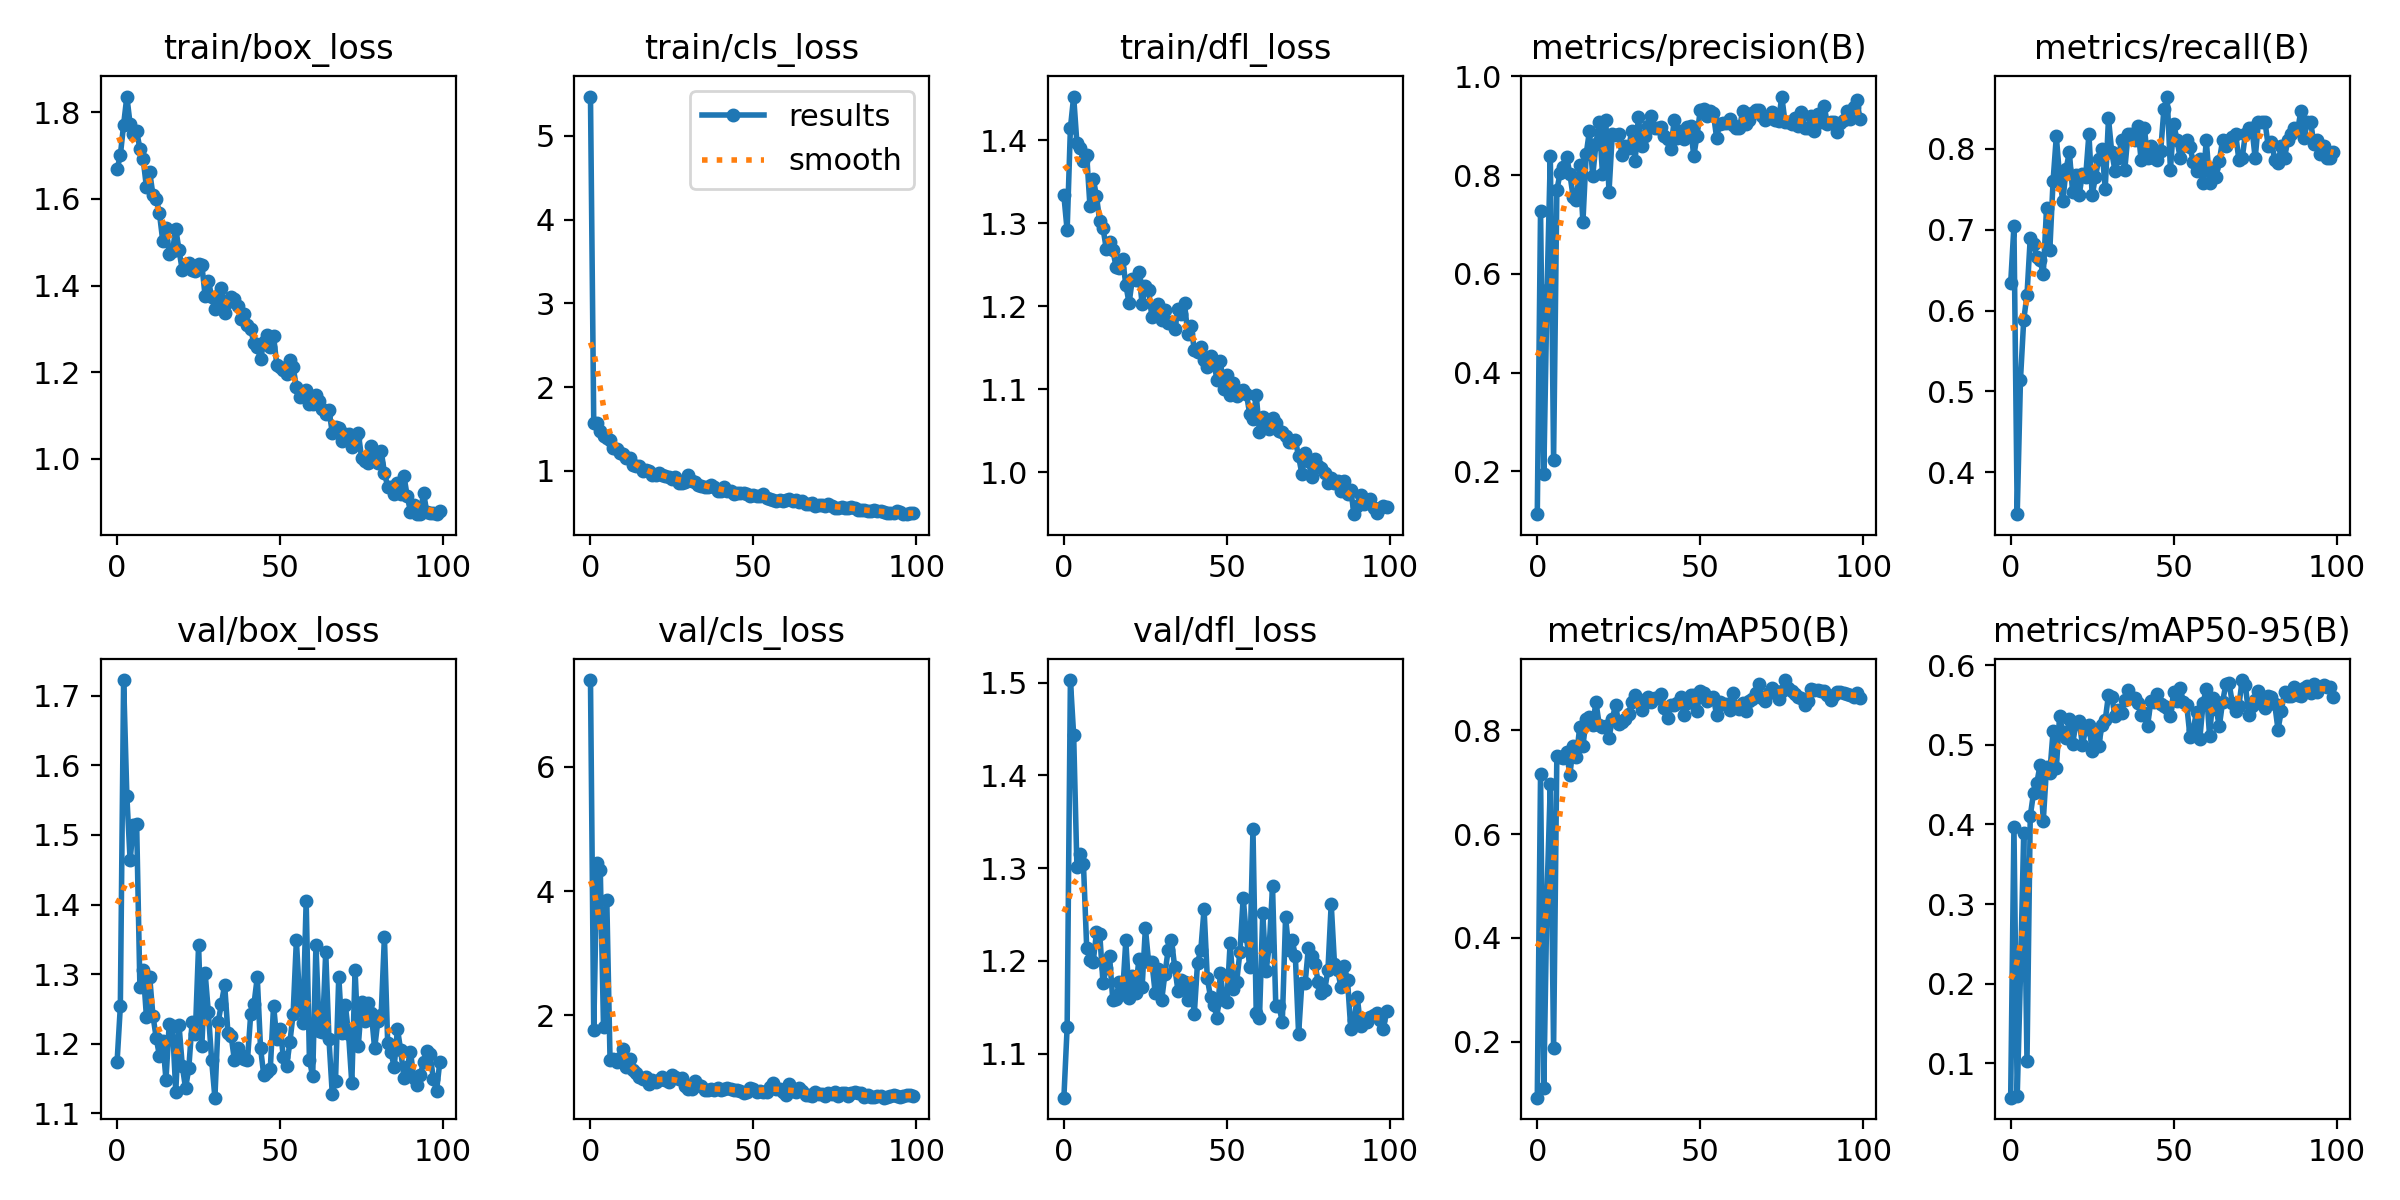 train/box_loss
1.8
1.6
1.4
1.2
1.0
0 50 100
train/cls_loss
results
smooth
5
4
3
2
1
0 50 100
train/dfl_loss
1.4
1.3
1.2
1.1
1.0
0 50 100
metrics/precision(B)
1.0
0.8
0.6
0.4
0.2
0 50 100
metrics/recall(B)
0.8
0.7
0.6
0.5
0.4
0 50 100
val/box_loss
1.7
1.6
1.5
1.4
1.3
1.2
1.1
0 50 100
val/cls_loss
6
4
2
0 50 100
val/dfl_loss
1.5
1.4
1.3
1.2
1.1
0 50 100
metrics/mAP50(B)
0.8
0.6
0.4
0.2
0 50 100
metrics/mAP50-95(B)
0.6
0.5
0.4
0.3
0.2
0.1
0 50 100